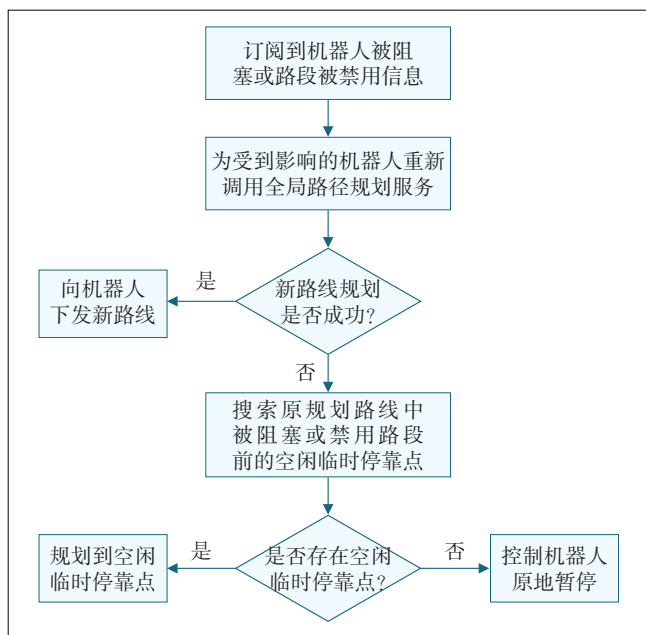 订阅到机器人被阻
塞或路段被禁用信息
为受到影响的机器人重新
调用全局路径规划服务
新路线规划
是否成功？
是
向机器人
下发新路线
否
搜索原规划路线中
被阻塞或禁用路段
前的空闲临时停靠点
是否存在空闲
临时停靠点？
是
规划到空闲
临时停靠点
否
控制机器人
原地暂停